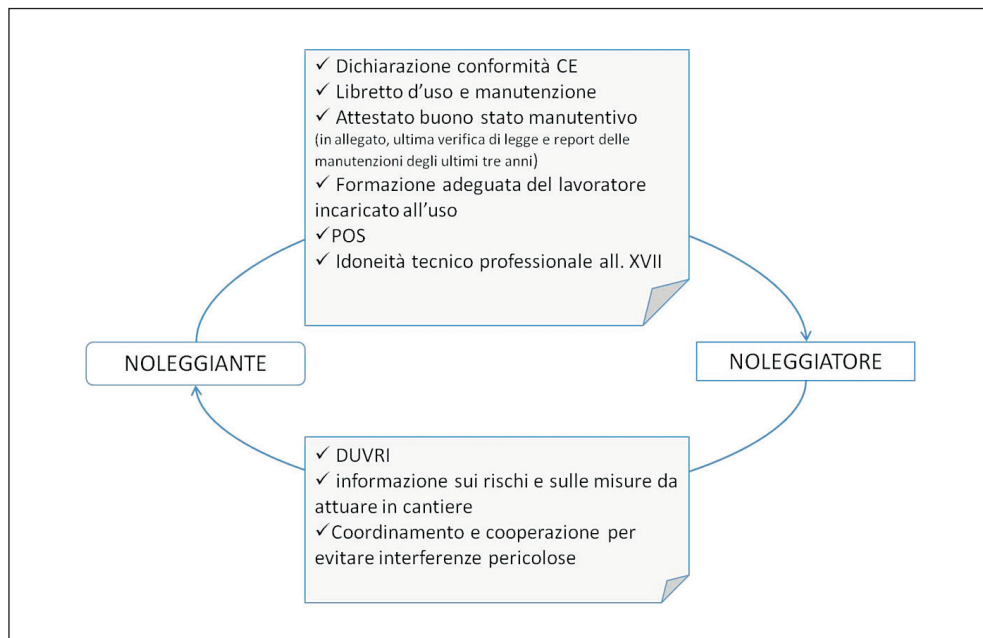 ✓ Dichiarazione conformità CE
✓ Libretto d'uso e manutenzione
✓ Attestato buono stato manutentivo
(in allegato, ultima verifica di legge e report delle
manutenzioni degli ultimi tre anni)
✓ Formazione adeguata del lavoratore
incaricato all'uso
✓POS
✓ Idoneità tecnico professionale all. XVII
NOLEGGIANTE
NOLEGGIATORE
✓ DUVRI
✓ informazione sui rischi e sulle misure da
attuare in cantiere
✓Coordinamento e cooperazione per
evitare interferenze pericolose